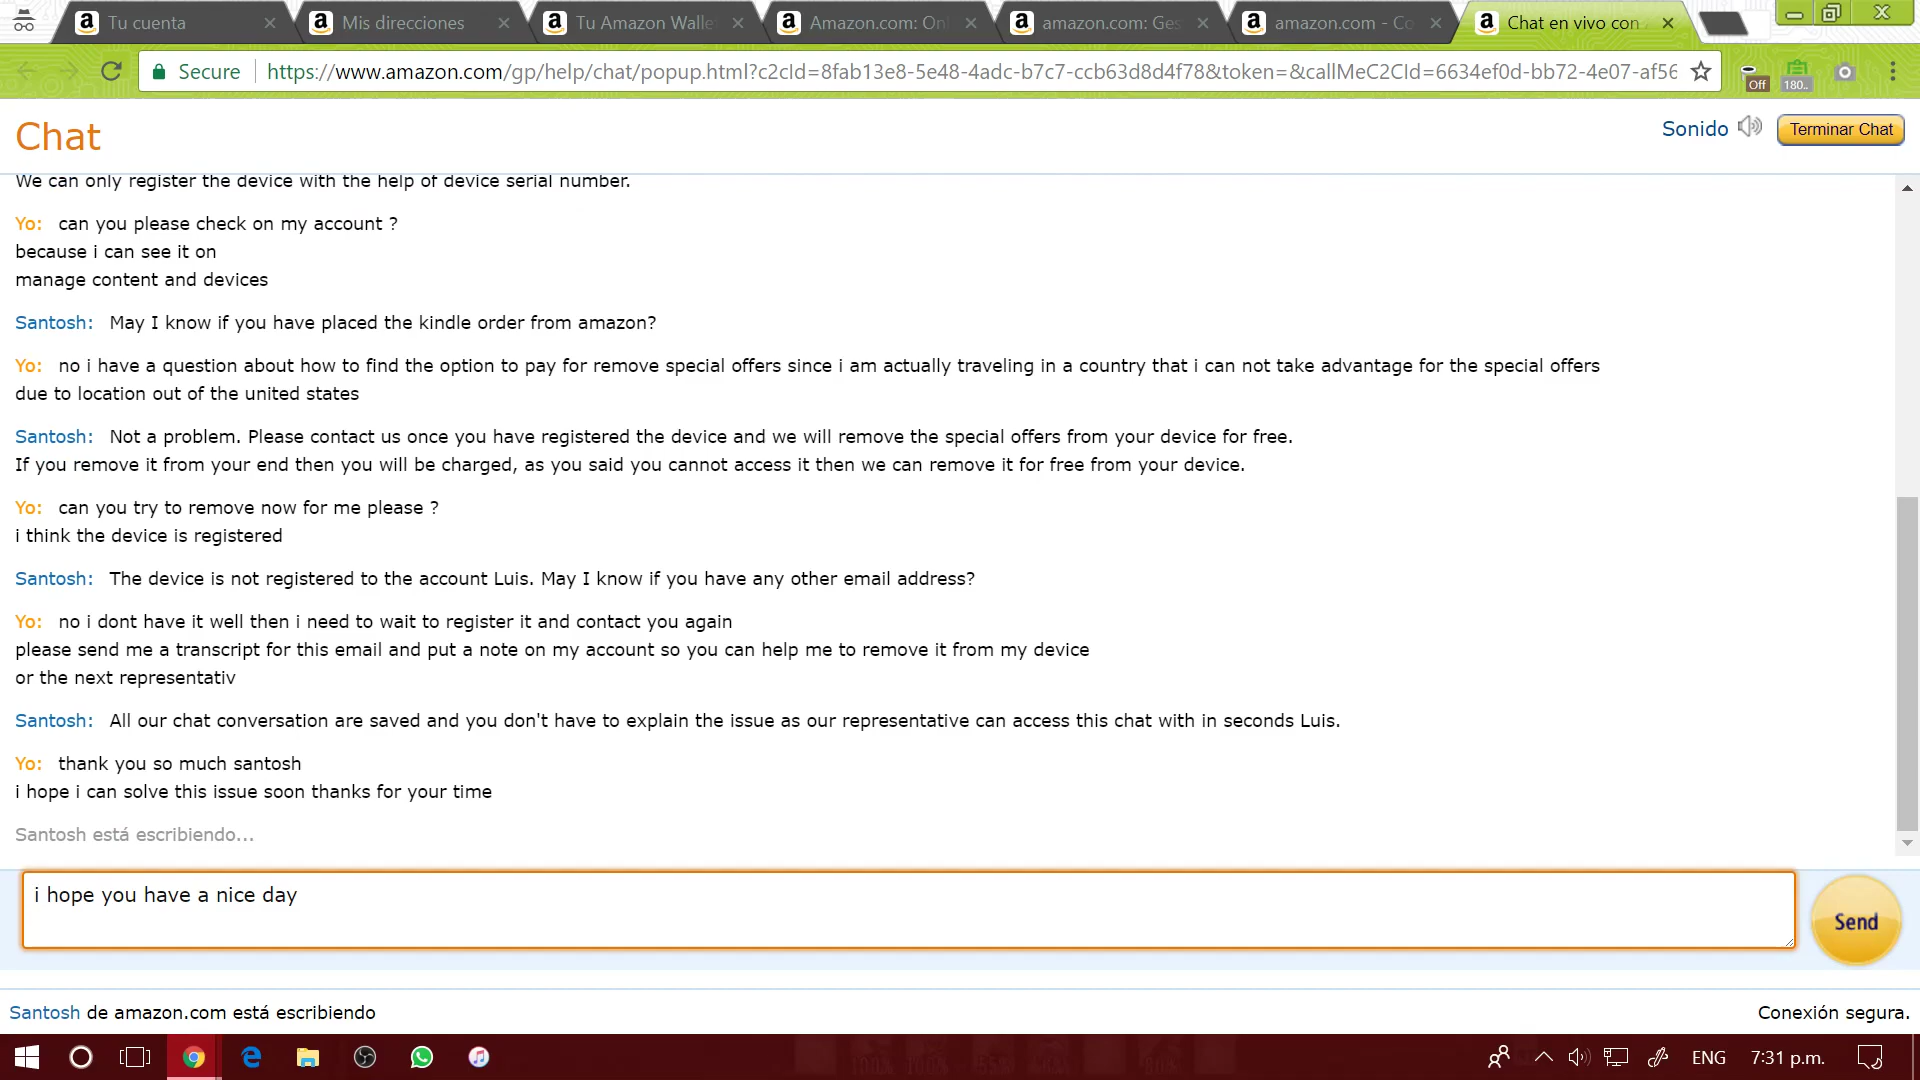 Tu cuenta
Mis direcciones
Tu Amazon Walle
Amazon.com: Onl
amazon.com: Ges
amazon.com - Co
Chat en vivo con
Secure
https://www.amazon.com/gp/help/chat/popup.html?c2cId=8fab13e8-5e48-4adc-b7c7-ccb63d8d4f78&token=&callMeC2CId=6634ef0d-bb72-4e07-af56
Off
180..
Chat
Sonido
Terminar Chat
We can only register the device with the help of device serial number.
Yo: can you please check on my account ?
because i can see it on
manage content and devices
Santosh: May I know if you have placed the kindle order from amazon?
Yo: no i have a question about how to find the option to pay for remove special offers since i am actually traveling in a country that i can not take advantage for the special offers
due to location out of the united states
Santosh: Not a problem. Please contact us once you have registered the device and we will remove the special offers from your device for free.
If you remove it from your end then you will be charged, as you said you cannot access it then we can remove it for free from your device.
Yo: can you try to remove now for me please ?
i think the device is registered
Santosh: The device is not registered to the account Luis. May I know if you have any other email address?
Yo: no i dont have it well then i need to wait to register it and contact you again
please send me a transcript for this email and put a note on my account so you can help me to remove it from my device
or the next representativ
Santosh: All our chat conversation are saved and you don't have to explain the issue as our representative can access this chat with in seconds Luis.
Yo: thank you so much santosh
i hope i can solve this issue soon thanks for your time
Santosh está escribiendo...
i hope you have a nice day
Send
Santosh de amazon.com está escribiendo
Conexión segura.
ENG
7:31 p.m.